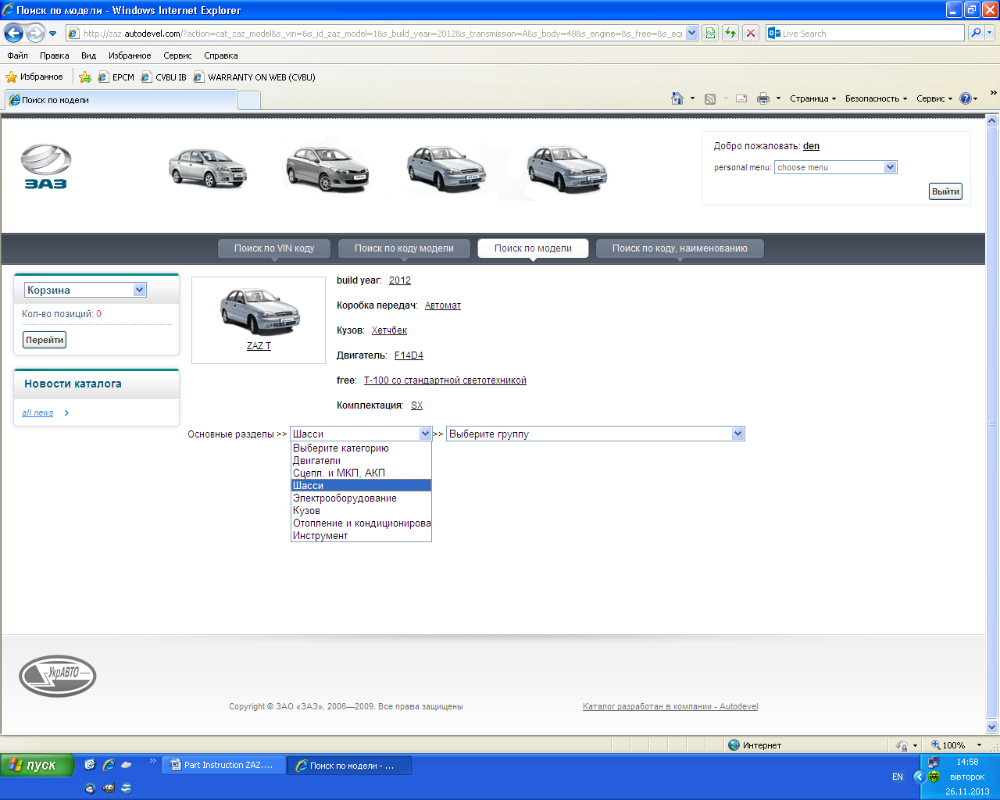 Поиск по модели - Windows Internet Explorer
http://zaz.autodevel.com/?action=cat_zaz_model&s_vin=&s_id_zaz_model=1&s_build_year=2012&s_transmission=A&s_body=48&s_engine=&s_free=&s_equ
Live Search
Файл Правка Вид Избранное Сервис Справка
Избранное EPCM CVBU IB WARRANTY ON WEB (CVBU)
Поиск по модели
Страница Безопасность Сервис
ЗАЗ
Добро пожаловать: den
personal menu: choose menu
Выйти
Поиск по VIN коду Поиск по коду модели Поиск по модели Поиск по коду, наименованию
Корзина
Кол-во позиций: 0
Перейти
Новости каталога
all news
ZAZ T
build year: 2012
Коробка передач: Автомат
Кузов: Хетчбек
Двигатель: F14D4
free: Т-100 со стандартной светотехникой
Комплектация: SX
Основные разделы >> Шасси >> Выберите группу
Выберите категорию
Двигатели
Сцепл. и МКП, АКП
Шасси
Электрооборудование
Кузов
Отопление и кондиционирова
Инструмент
УкрАВТО
Copyright © ЗАО «ЗАЗ», 2006—2009. Все права защищены
Каталог разработан в компании - Autodevel
Интернет
100%
пуск
Part Instruction ZAZ....
Поиск по модели - ...
EN
14:58
вівторок
26.11.2013